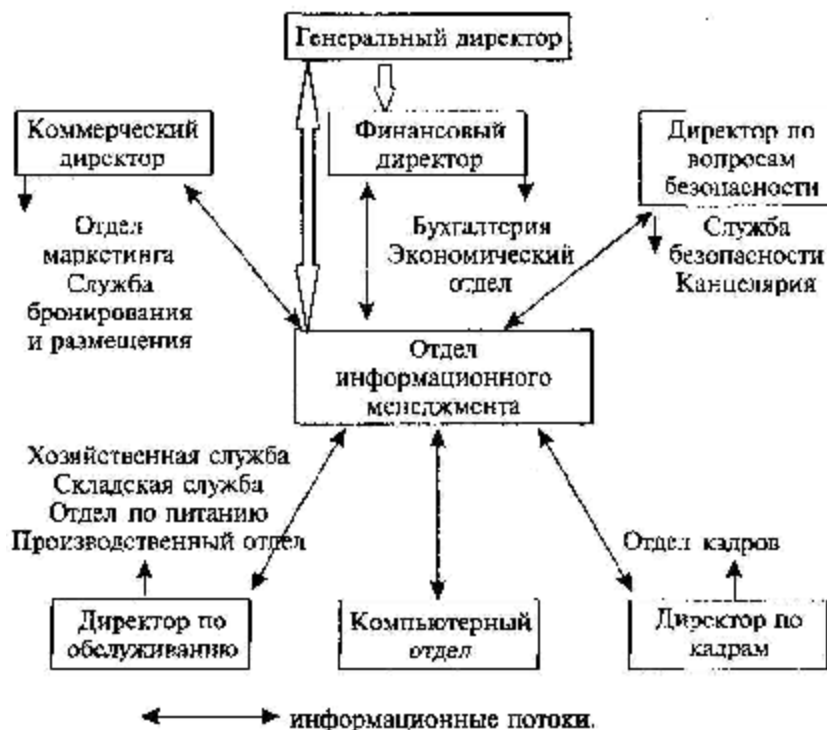 Генеральный директор
Коммерческий
директор
Финансовый
директор
Директор по
вопросам
безопасности
Отдел
маркетинга
Служба
бронирования
и размещения
Бухгалтерия
Экономический
отдел
Служба
безопасности
Канцелярия
Отдел
информационного
менеджмента
Хозяйственная служба
Складская служба
Отдел по питанию
Производственный отдел
Отдел кадров
Директор по
обслуживанию
Компьютерный
отдел
Директор по
кадрам
информационные потоки.